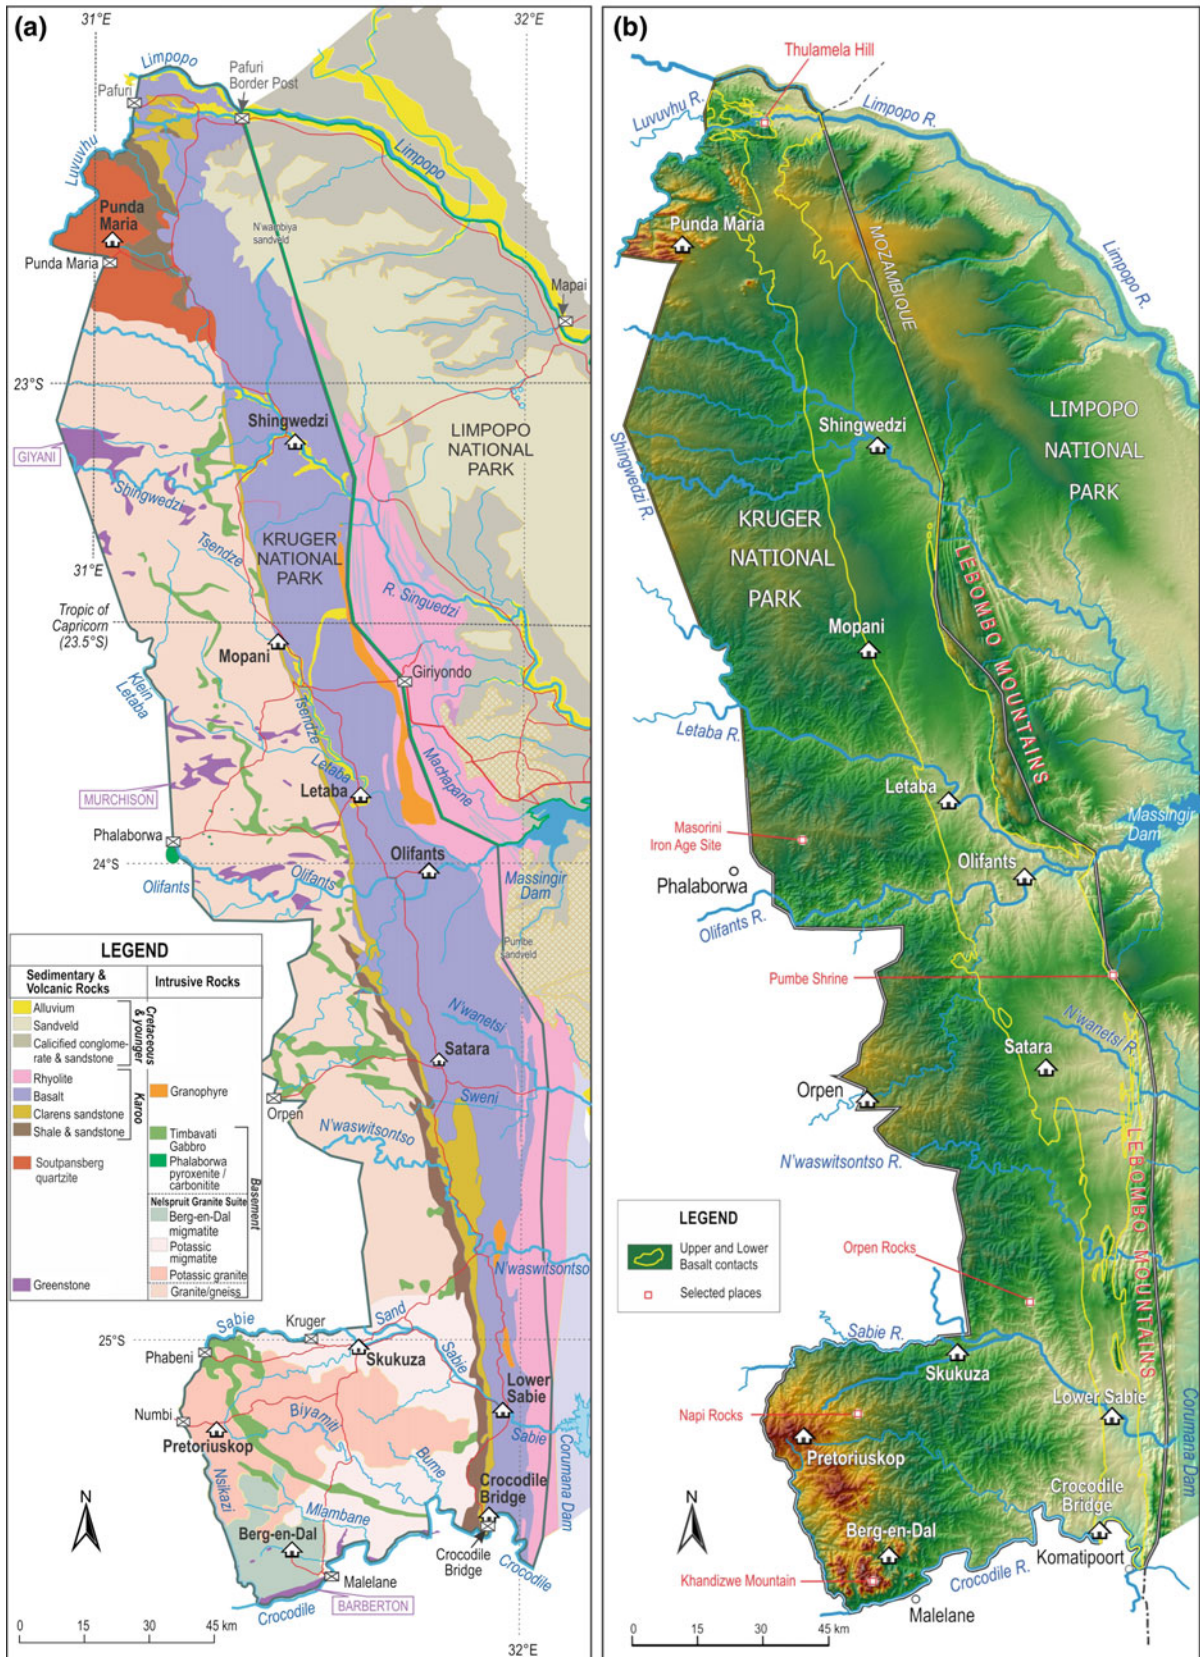 (a)
31°E
32°E
Limpopo
Pafuri
Pafuri
Border Post
Luvuvhu
Limpopo
Punda
Maria
N'wambiya
sandveld
Punda Maria
Mapai
23°S
Shingwedzi
LIMPOPO
NATIONAL
PARK
GIYANI
Shingwedzi
KRUGER
NATIONAL
PARK
Tsendze
31°E
R. Singuedzi
Tropic of
Capricorn
(23.5°S)
Mopani
Giriyondo
Klein
Letaba
Tsendze
Machapane
Letaba
Letaba
MURCHISON
Phalaborwa
Olifants
24°S
Olifants
Olifants
Massingir
Dam
Pumbe
sandveld
LEGEND
Sedimentary &
Volcanic Rocks
Intrusive Rocks
Alluvium
Sandveld
Calcified conglome-
rate & sandstone
Cretaceous
& younger
Rhyolite
Basalt
Clarens sandstone
Shale & sandstone
Karoo
Granophyre
Soutpansberg
quartzite
Timbavati
Gabbro
Phalaborwa
pyroxenite /
carbonitite
Nelspruit Granite Suite
Berg-en-Dal
migmatite
Potassic
migmatite
Potassic granite
Granite/gneiss
Basement
Greenstone
N'wanetsi
Satara
Sweni
Orpen
N'waswitsontso
N'waswitsontso
25°S
Sabie
Kruger
Sand
Phabeni
Skukuza
Sabie
Lower
Sabie
Numbi
Biyamiti
Sabie
Pretoriuskop
Burne
Corumana Dam
Nsikazi
Crocodile
Bridge
Mlambane
Berg-en-Dal
Crocodile
Bridge
Crocodile
Malelane
BARBERTON
Crocodile
N
0 15 30 45 km
32°E
(b)
Thulamela Hill
Luvuvhu R.
Limpopo R.
Punda Maria
MOZAMBIQUE
Limpopo R.
LIMPOPO
NATIONAL
PARK
Shingwedzi
Shingwedzi R.
KRUGER
NATIONAL
PARK
LEBOMBO MOUNTAINS
Mopani
Letaba R.
Letaba
Massingir
Dam
Masorini
Iron Age Site
Olifants
Phalaborwa
Olifants R.
Pumbe Shrine
N'wanetsi R.
Satara
Orpen
N'waswitsontso R.
LEBOMBO MOUNTAINS
LEGEND
Upper and Lower
Basalt contacts
Selected places
Orpen Rocks
Sabie R.
Skukuza
Lower Sabie
Napi Rocks
Pretoriuskop
Corumana Dam
Crocodile
Bridge
N
Berg-en-Dal
Komatipoort
Khandizwe Mountain
Crocodile R.
Malelane
0 15 30 45 km